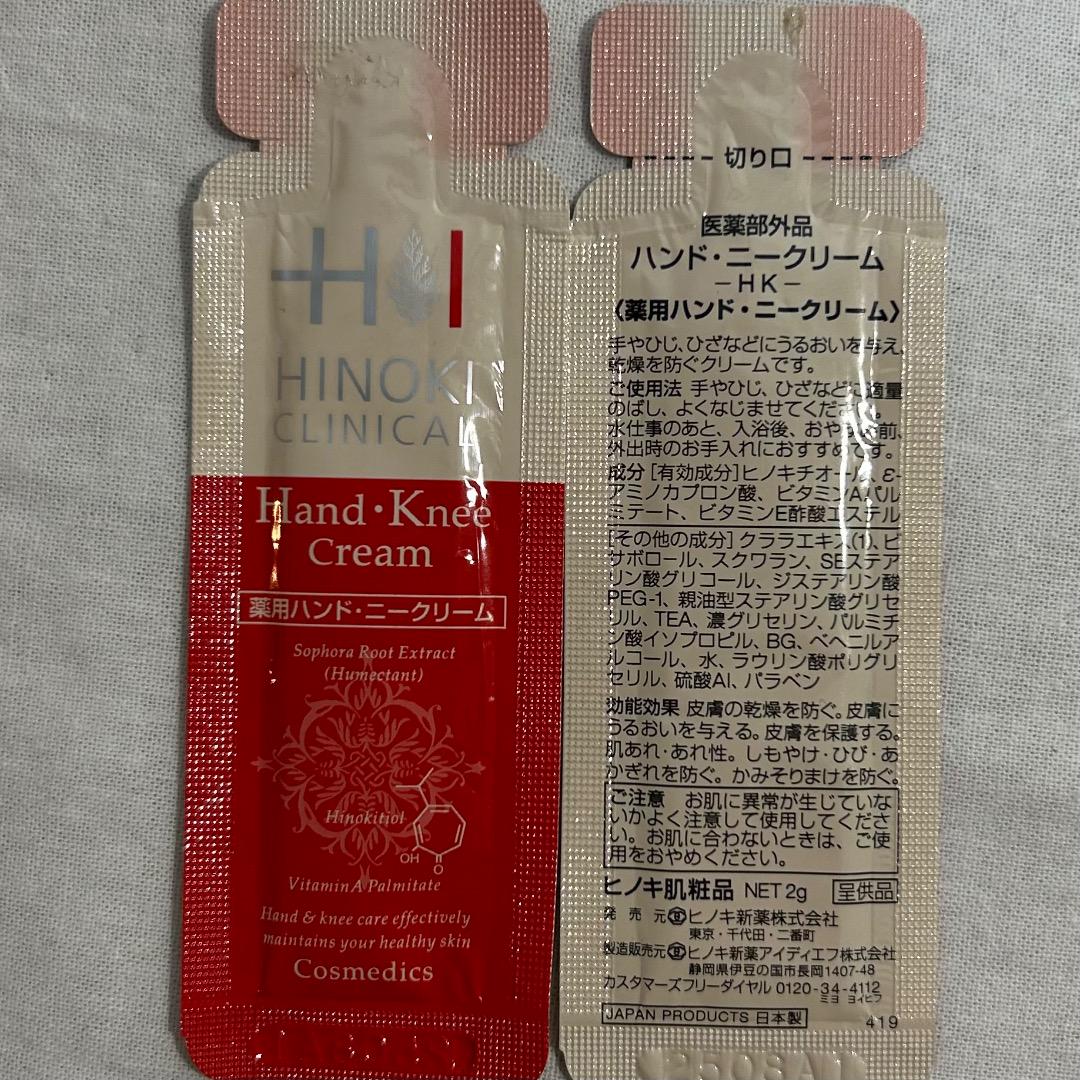 HI
HINOKI
CLINICAL
Hand・Knee
Cream
薬用ハンド・ニークリーム
Sophora Root Extract
(Humectant)
Hinokitiol
OH
O
Vitamin A Palmitate
Hand & knee care effectively
maintains your healthy skin
Cosmedics
切り口
医薬部外品
ハンド・ニークリーム
－HK－
〈薬用ハンド・ニークリーム〉
手やひじ、ひざなどにうるおいを与え、
乾燥を防ぐクリームです。
ご使用法 手やひじ、ひざなどに適量
のばし、よくなじませてください。
水仕事のあと、入浴後、おやすみ前、
外出時のお手入れにおすすめです。
成分 [有効成分]ヒノキチオール、ε-
アミノカプロン酸、ビタミンAパル
ミテート、ビタミンE酢酸エステル
[その他の成分] クララエキス(1)、ビ
サボロール、スクワラン、SEステア
リン酸グリコール、ジステアリン酸
PEG-1、親油型ステアリン酸グリセ
リル、TEA、濃グリセリン、パルミチ
ン酸イソプロピル、BG、ベヘニルア
ルコール、水、ラウリン酸ポリグリ
セリル、硫酸Al、パラベン
効能効果 皮膚の乾燥を防ぐ。皮膚に
うるおいを与える。皮膚を保護する。
肌あれ・あれ性。しもやけ・ひび・あ
かぎれを防ぐ。かみそりまけを防ぐ。
ご注意 お肌に異常が生じていな
いかよく注意して使用してくださ
い。お肌に合わないときは、ご使
用をおやめください。
ヒノキ肌粧品 NET 2g 呈供品
発売元 ヒノキ新薬株式会社
東京・千代田・二番町
製造販売元 ヒノキ新薬アイディエフ株式会社
静岡県伊豆の国市長岡1407-48
カスタマーズフリーダイヤル 0120-34-4112
ミヨ ヨイヒフ
JAPAN PRODUCTS 日本製
419